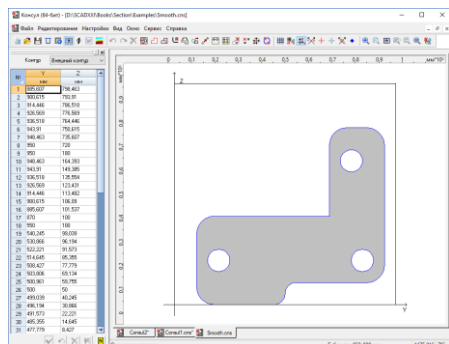 Консул (64-бит) - [D:\SCADXXI\Books\Section\Examples\Smooth.cns]
Файл Редактирование Настройки Вид Окно Сервис Справка
Контур Внешний контур
№ Y Z
мм мм
1 885,607 798,463
2 900,615 793,91
3 914,446 786,518
4 926,569 776,569
5 936,518 764,446
6 943,91 750,615
7 948,463 735,607
8 950 720
9 950 180
10 948,463 164,393
11 943,91 149,385
12 936,518 135,554
13 926,569 123,431
14 914,446 113,482
15 900,615 106,09
16 885,607 101,537
17 870 100
18 550 100
19 540,245 99,039
20 530,866 96,194
21 522,221 91,573
22 514,645 85,355
23 508,427 77,779
24 503,806 69,134
25 500,961 59,755
26 500 50
27 499,039 40,245
28 496,194 30,866
29 491,573 22,221
30 485,355 14,645
31 477,779 8,427
0 0,1 0,2 0,3 0,4 0,5 0,6 0,7 0,8 0,9 1 мм*10³
мм*10³
0,9
0,8
0,7
0,6
0,5
0,4
0,3
0,2
0,1
0
Z
Y
Consul2* Consul1.cns* Smooth.cns